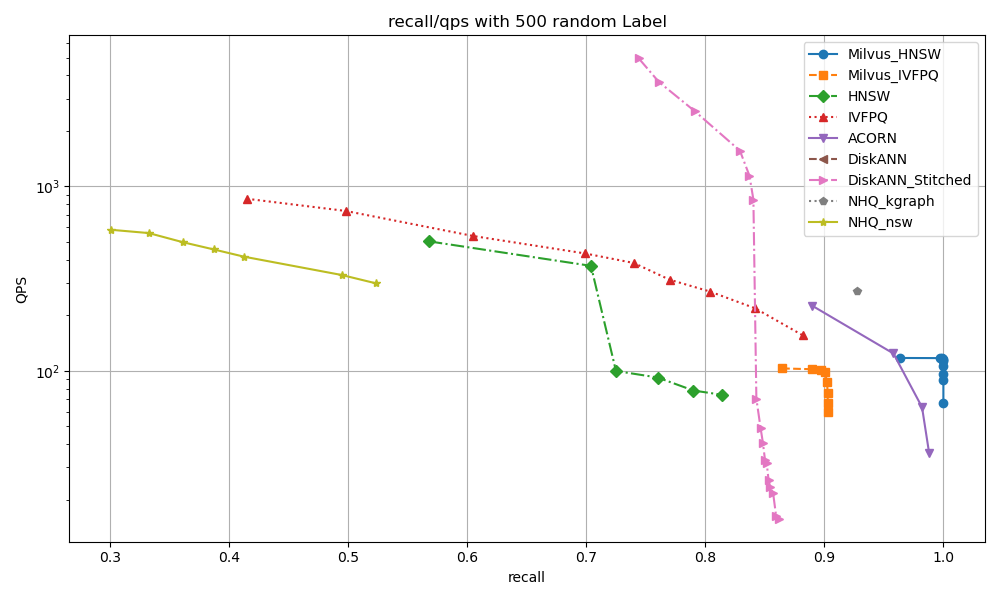 recall/qps with 500 random Label
QPS
10³
10²
Milvus_HNSW
Milvus_IVFPQ
HNSW
IVFPQ
ACORN
DiskANN
DiskANN_Stitched
NHQ_kgraph
NHQ_nsw
0.3 0.4 0.5 0.6 0.7 0.8 0.9 1.0
recall